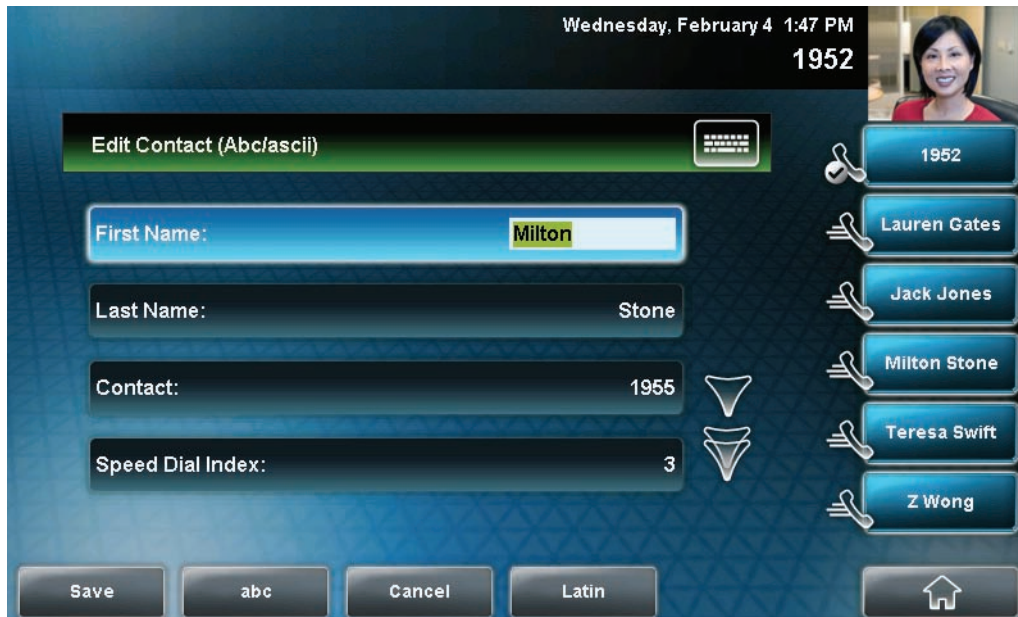 Wednesday, February 4 1:47 PM
1952
Edit Contact (Abc/ascii)
First Name: Milton
Last Name: Stone
Contact: 1955
Speed Dial Index: 3
1952
Lauren Gates
Jack Jones
Milton Stone
Teresa Swift
Z Wong
Save
abc
Cancel
Latin